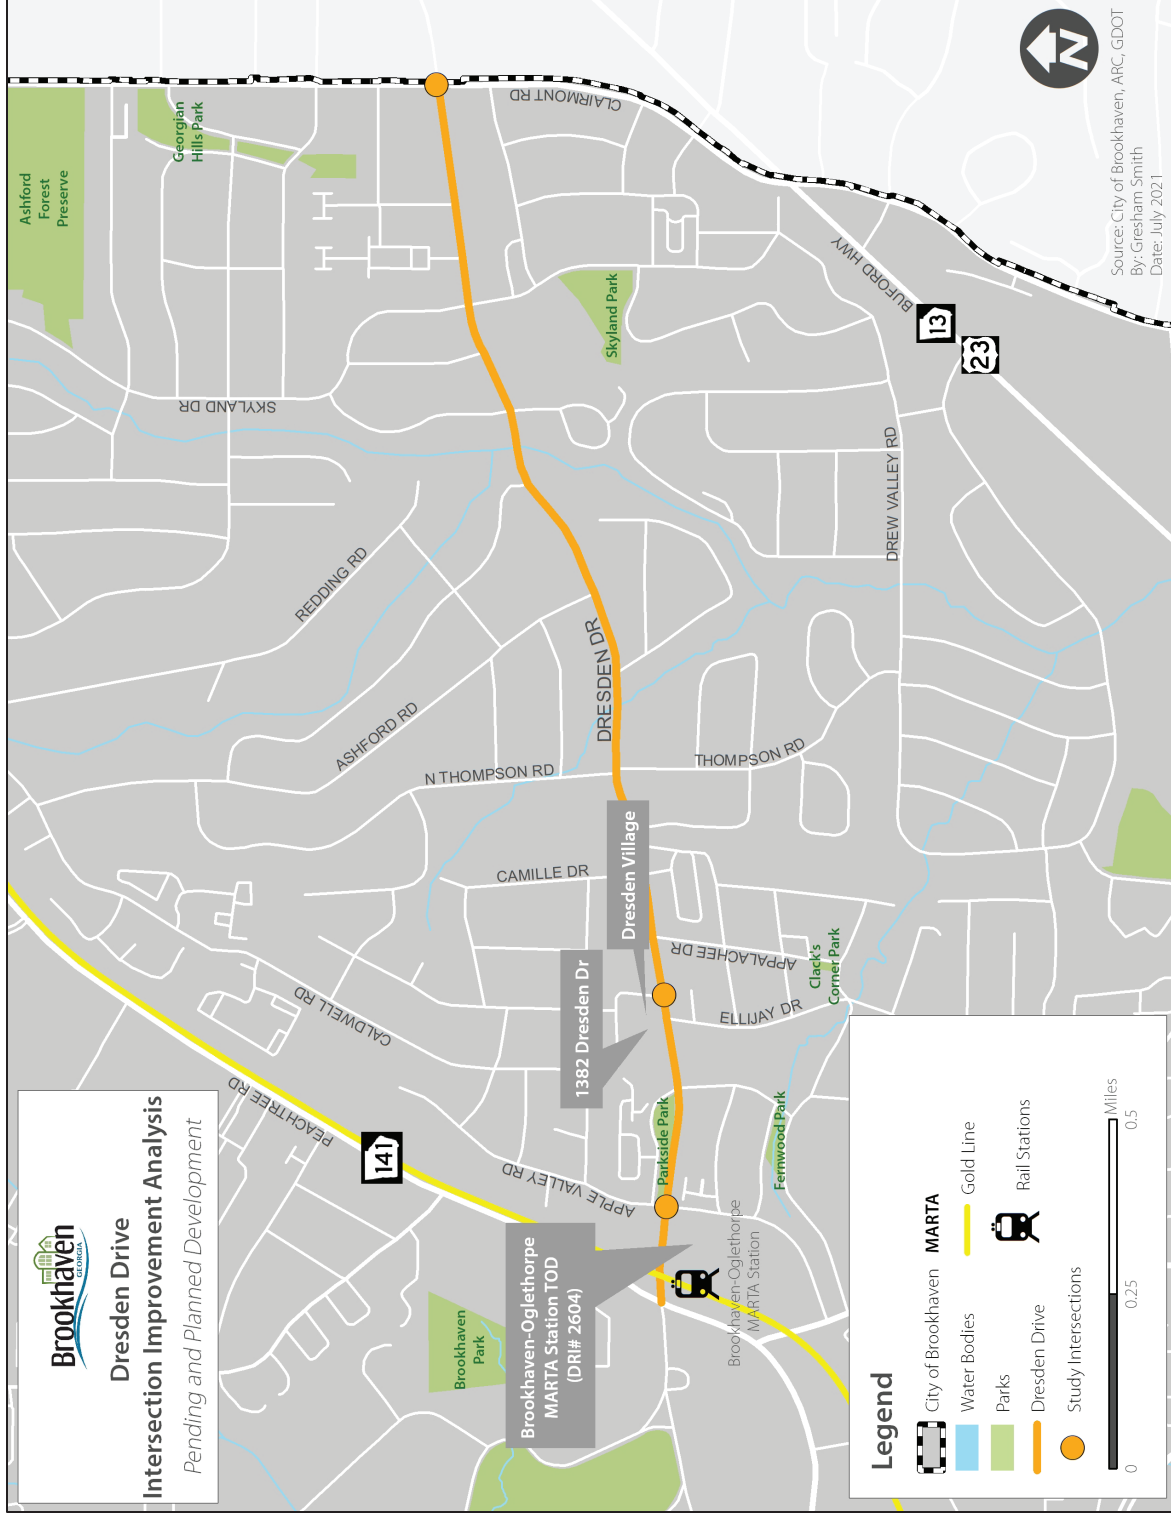 Brookhaven
GEORGIA
Dresden Drive
Intersection Improvement Analysis
Pending and Planned Development
Ashford
Forest
Preserve
Georgian
Hills Park
CLAIRMONT RD
SKYLAND DR
Skyland Park
BUFORD HWY
13
23
REDDING RD
DREW VALLEY RD
ASHFORD RD
DRESDEN DR
N THOMPSON RD
THOMPSON RD
CAMILLE DR
Dresden Village
APPALACHEE DR
Clack's
Corner Park
1382 Dresden Dr
ELLIJAY DR
CALDWELL RD
PEACHTREE RD
141
APPLE VALLEY RD
Parkside Park
Fernwood Park
Brookhaven-Oglethorpe
MARTA Station TOD
(DRI# 2604)
Brookhaven-Oglethorpe
MARTA Station
Brookhaven
Park
Legend
City of Brookhaven
Water Bodies
Parks
Dresden Drive
Study Intersections
MARTA
Gold Line
Rail Stations
0 0.25 0.5
Miles
N
Source: City of Brookhaven, ARC, GDOT
By: Gresham Smith
Date: July 2021